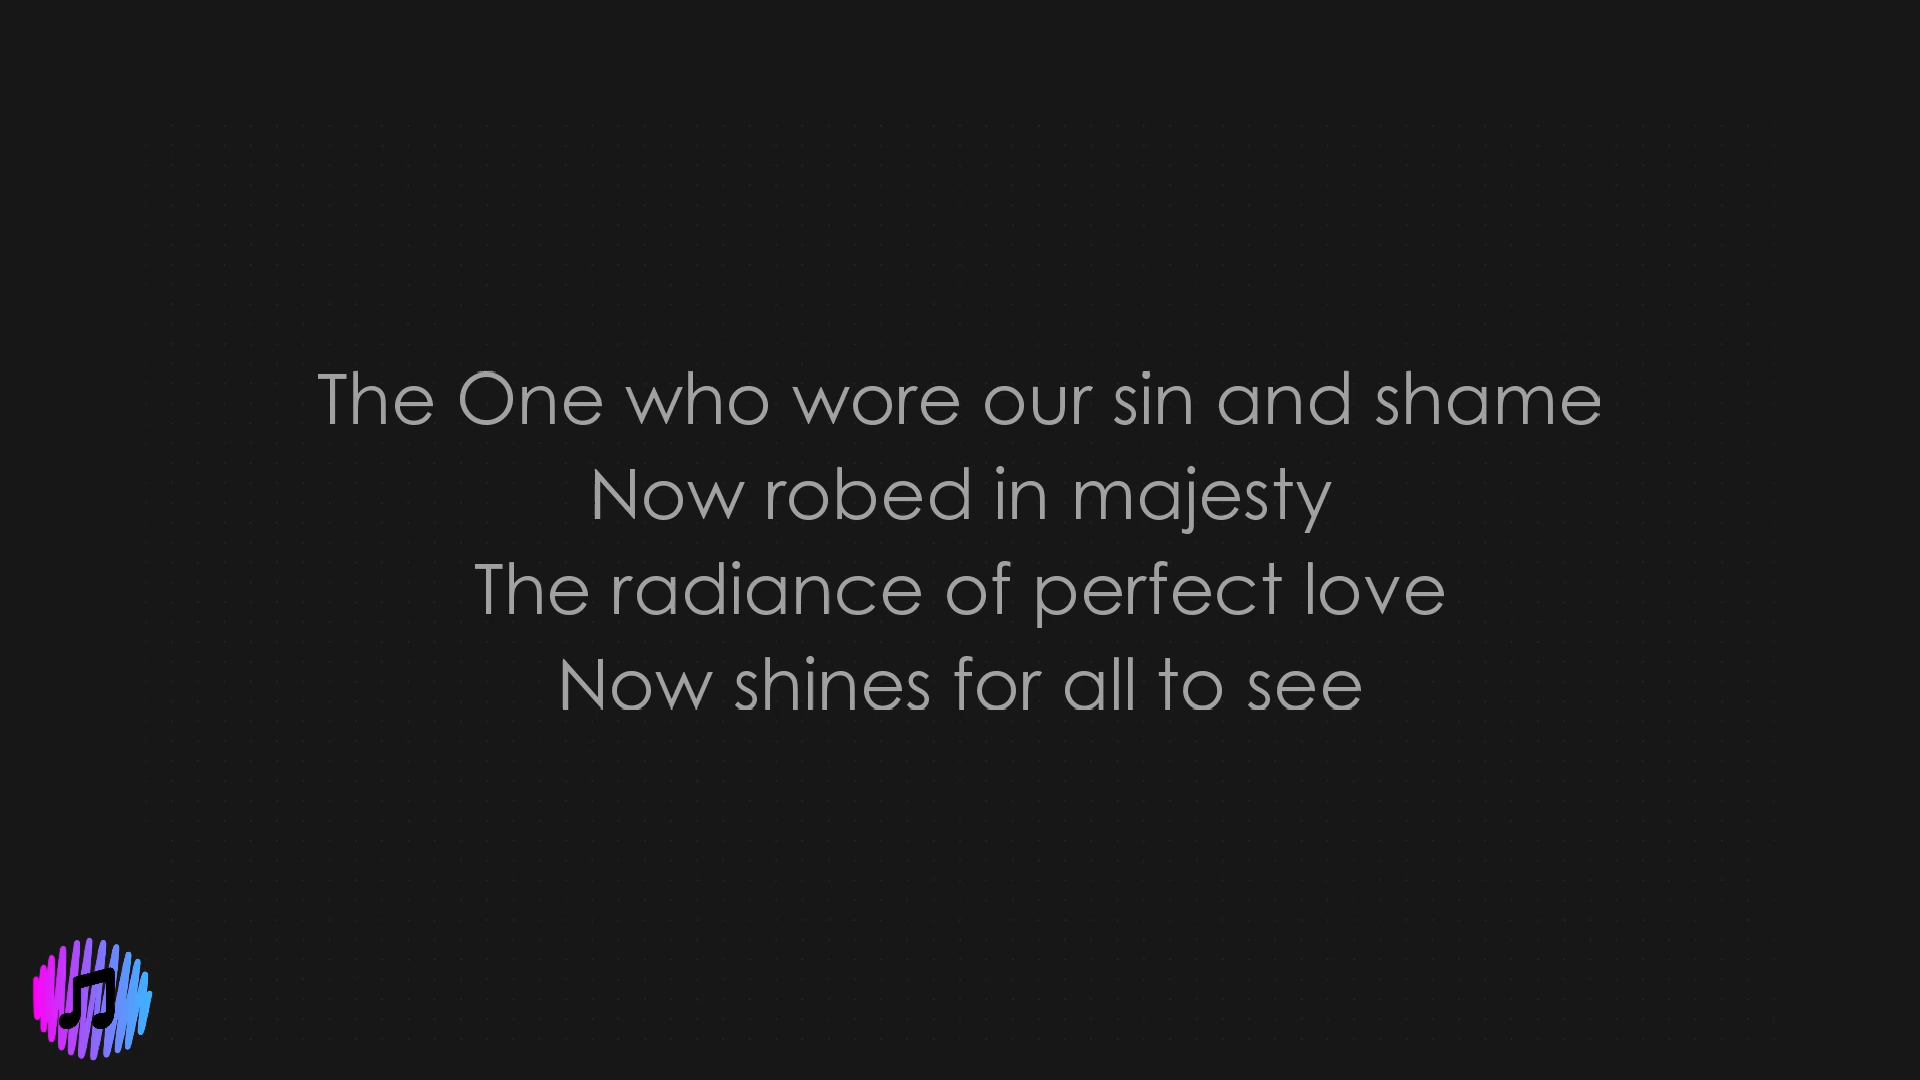 The One who wore our sin and shame
Now robed in majesty
The radiance of perfect love
Now shines for all to see